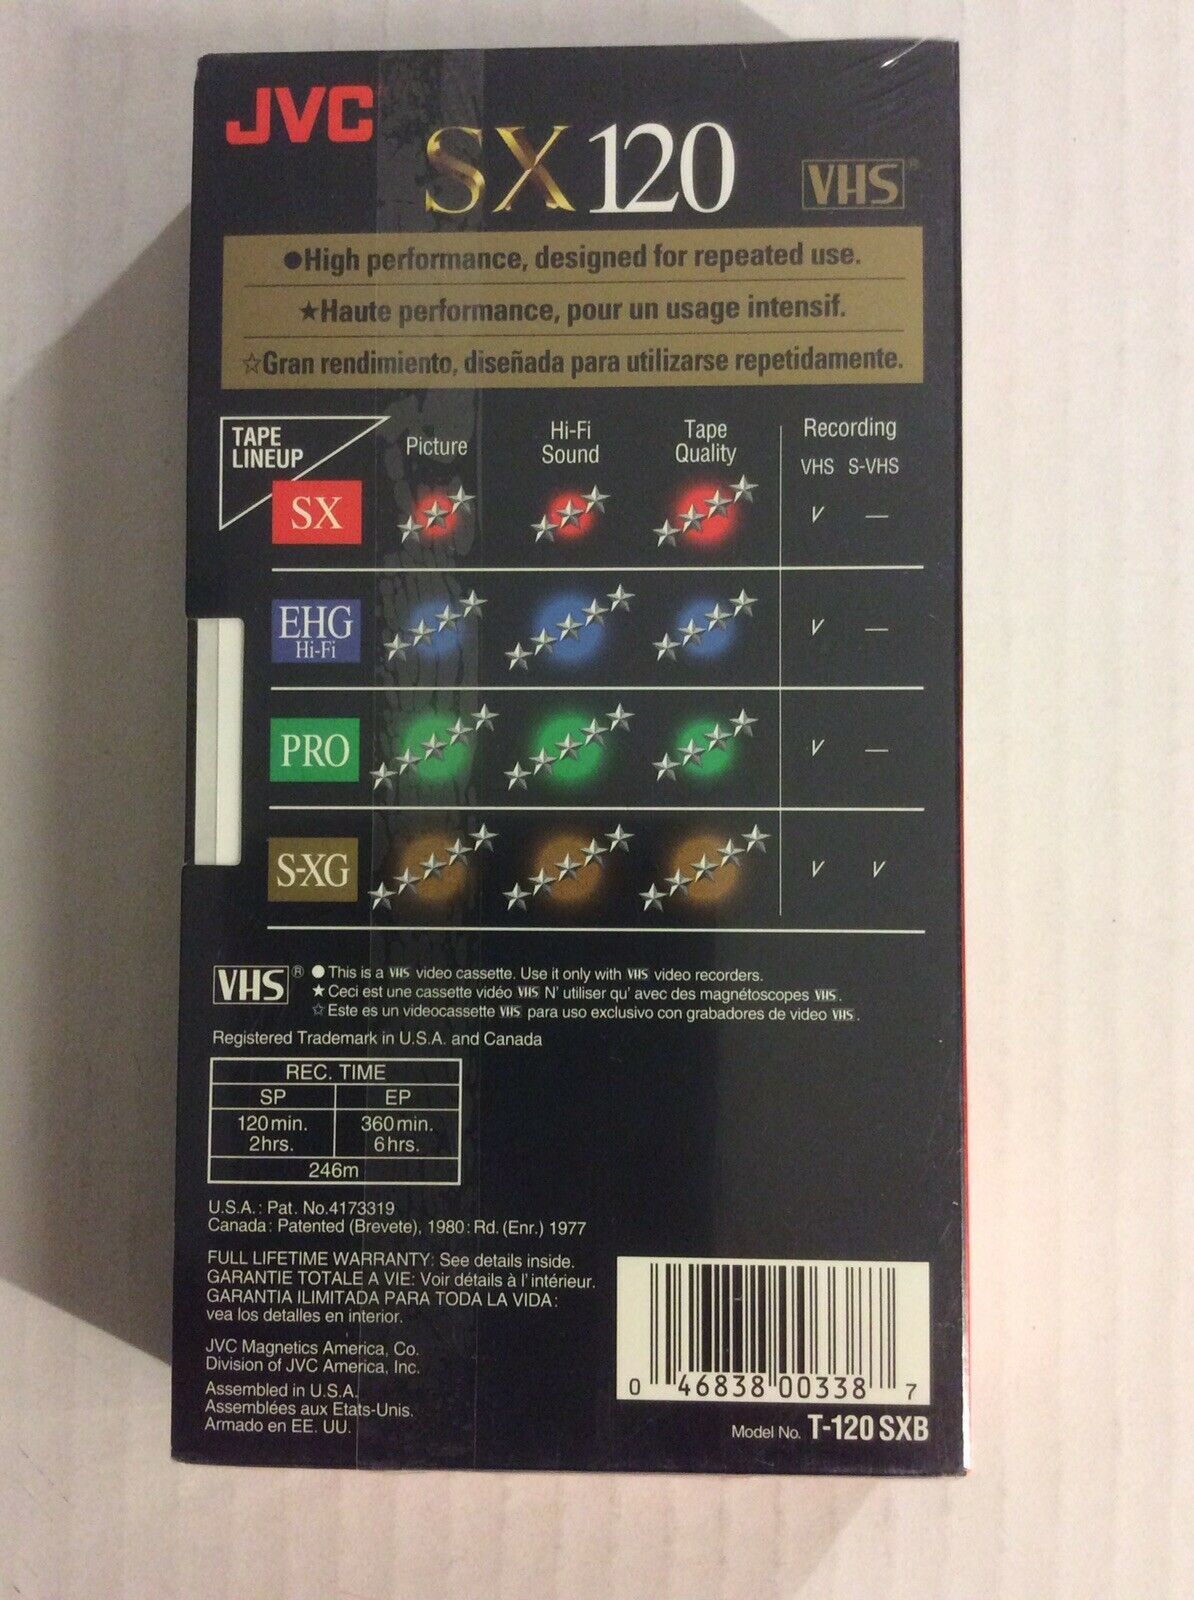 JVC
SX 120
VHS®
●High performance, designed for repeated use.
★Haute performance, pour un usage intensif.
☆Gran rendimiento, diseñada para utilizarse repetidamente.
TAPE LINEUP
Picture
Hi-Fi Sound
Tape Quality
Recording
VHS S-VHS
SX
EHG
Hi-Fi
PRO
S-XG
VHS® ● This is a VHS video cassette. Use it only with VHS video recorders.
★ Ceci est une cassette vidéo VHS N' utiliser qu' avec des magnétoscopes VHS.
☆ Este es un videocassette VHS para uso exclusivo con grabadores de video VHS.
Registered Trademark in U.S.A. and Canada
REC. TIME
SP EP
120min. 360min.
2hrs. 6hrs.
246m
U.S.A.: Pat. No.4173319
Canada: Patented (Brevete), 1980: Rd. (Enr.) 1977
FULL LIFETIME WARRANTY: See details inside.
GARANTIE TOTALE A VIE: Voir détails à l' intérieur.
GARANTIA ILIMITADA PARA TODA LA VIDA:
vea los detalles en interior.
JVC Magnetics America, Co.
Division of JVC America, Inc.
Assembled in U.S.A.
Assemblées aux Etats-Unis.
Armado en EE. UU.
0 46838 00338 7
Model No. T-120 SXB